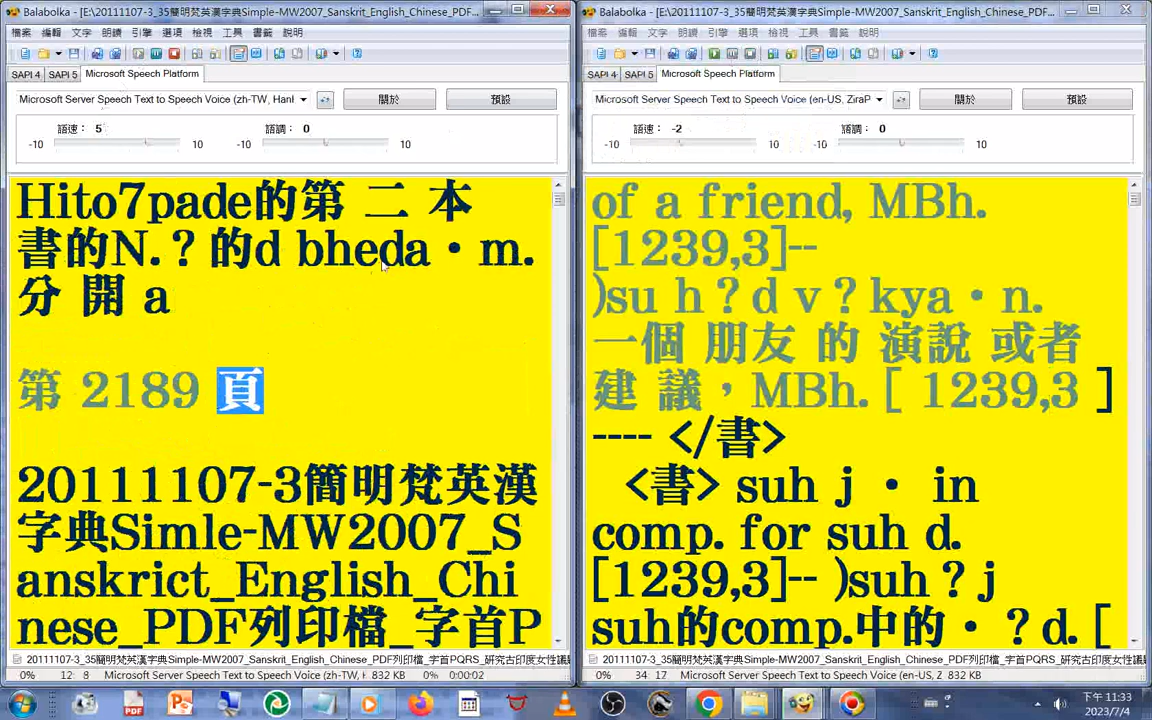 Balabolka - [E:\20111107-3_35簡明梵英漢字典Simple-MW2007_Sanskrit_English_Chinese_PDF...
檔案 編輯 文字 朗讀 引擎 選項 檢視 工具 書籤 說明
SAPI 4 SAPI 5 Microsoft Speech Platform
Microsoft Server Speech Text to Speech Voice (zh-TW, Hanl 關於 預設
語速： 5 語調： 0
-10 10 -10 10
Hito7pade的第 二 本
書的N.？的d bheda‧m.
分 開 a
第 2189 頁
20111107-3簡明梵英漢
字典Simle-MW2007_S
anskrict_English_Chi
nese_PDF列印檔_字首P
20111107-3_35簡明梵英漢字典Simple-MW2007_Sanskrit_English_Chinese_PDF列印檔_字首PQRS_研究古印度女性議
0% 12: 8 Microsoft Server Speech Text to Speech Voice (zh-TW, H 832 KB 0% 0:00:02
Balabolka - [E:\20111107-3_35簡明梵英漢字典Simple-MW2007_Sanskrit_English_Chinese_PDF...
檔案 編輯 文字 朗讀 引擎 選項 檢視 工具 書籤 說明
SAPI 4 SAPI 5 Microsoft Speech Platform
Microsoft Server Speech Text to Speech Voice (en-US, ZiraP 關於 預設
語速： -2 語調： 0
-10 10 -10 10
of a friend, MBh.
[1239,3]--
)su h？d v？kya‧n.
一個 朋友 的 演說 或者
建 議，MBh. [ 1239,3 ]
---- </書>
<書> suh j ‧ in
comp. for suh d.
[1239,3]-- )suh？j
suh的comp.中的‧？d. [
20111107-3_35簡明梵英漢字典Simple-MW2007_Sanskrit_English_Chinese_PDF列印檔_字首PQRS_研究古印度女性議題
0% 34: 17 Microsoft Server Speech Text to Speech Voice (en-US, Z 832 KB
下午 11:33
2023/7/4